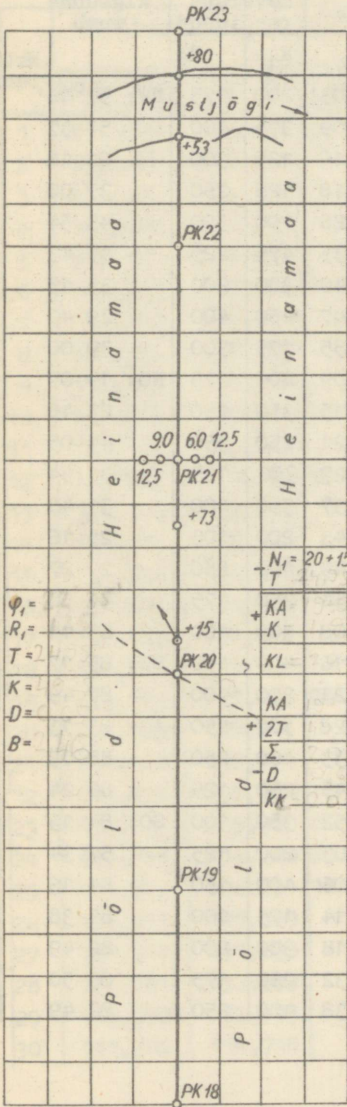 PK23
+80
Mustjõgi
+53
PK22
Heinamaa
Heinamaa
9.0 6.0 12.5
12,5 PK21
+73
N₁ = 20+15
- T
KA
+ K
KL
+15
PK20
φ₁ =
R₁ =
T =
K =
D =
B =
KA
+ 2T
Σ
- D
KK
PK19
Põld
Põld
PK18